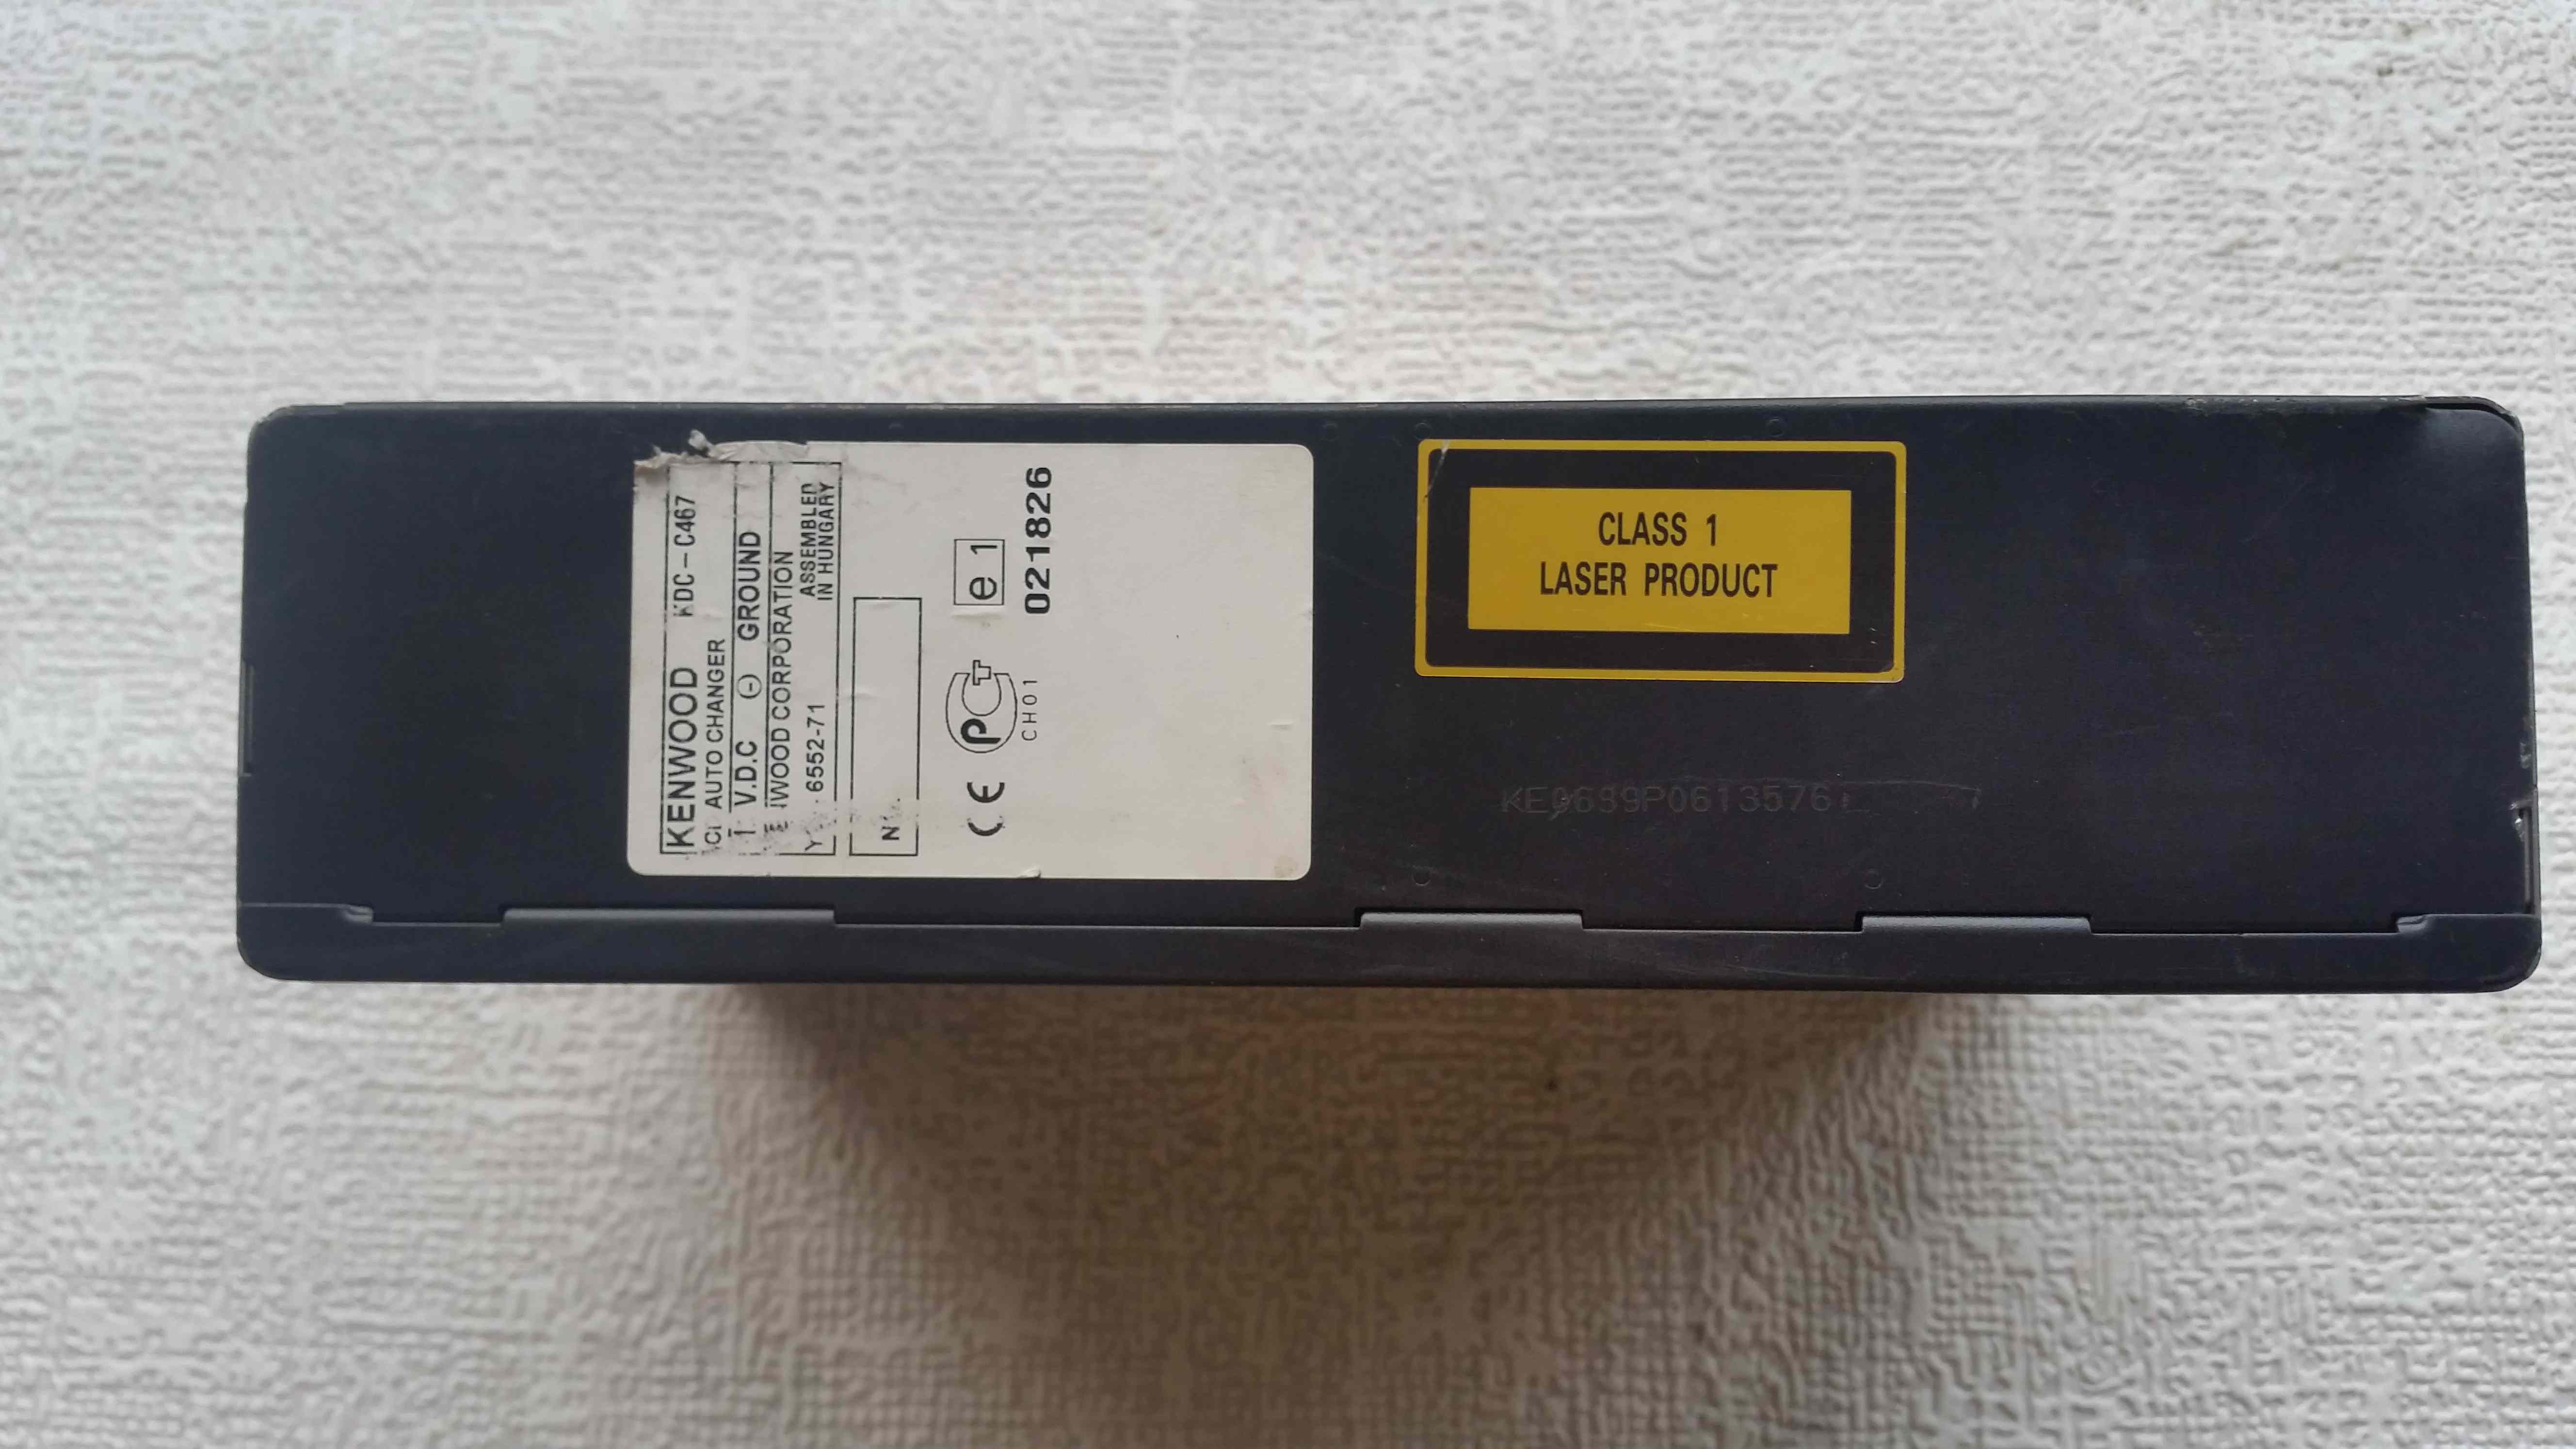 KENWOOD KDC-C467
AUTO CHANGER
V.D.C ⊖ GROUND
WOOD CORPORATION
6552-71 ASSEMBLED
IN HUNGARY
N
CE PCT e1
CH01
021826
CLASS 1
LASER PRODUCT